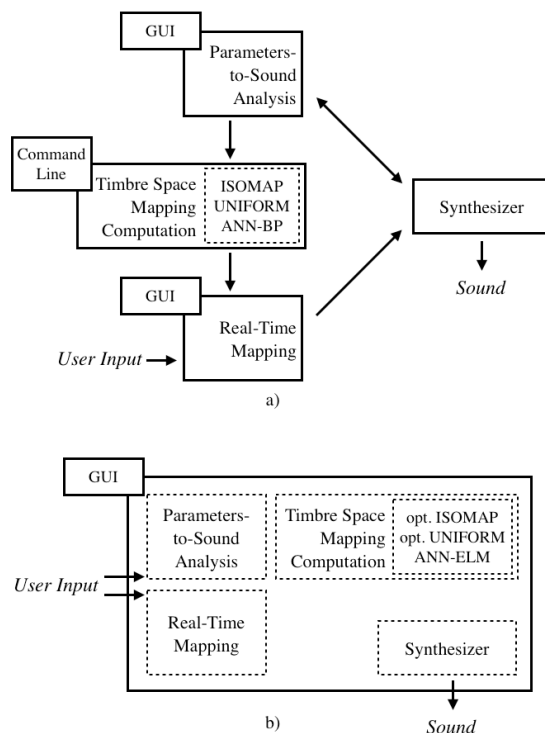 GUI
Parameters-
to-Sound
Analysis
Command
Line
Timbre Space
Mapping
Computation
ISOMAP
UNIFORM
ANN-BP
Synthesizer
Sound
GUI
Real-Time
Mapping
User Input
a)
GUI
Parameters-
to-Sound
Analysis
Timbre Space
Mapping
Computation
opt. ISOMAP
opt. UNIFORM
ANN-ELM
User Input
Real-Time
Mapping
Synthesizer
b)
Sound